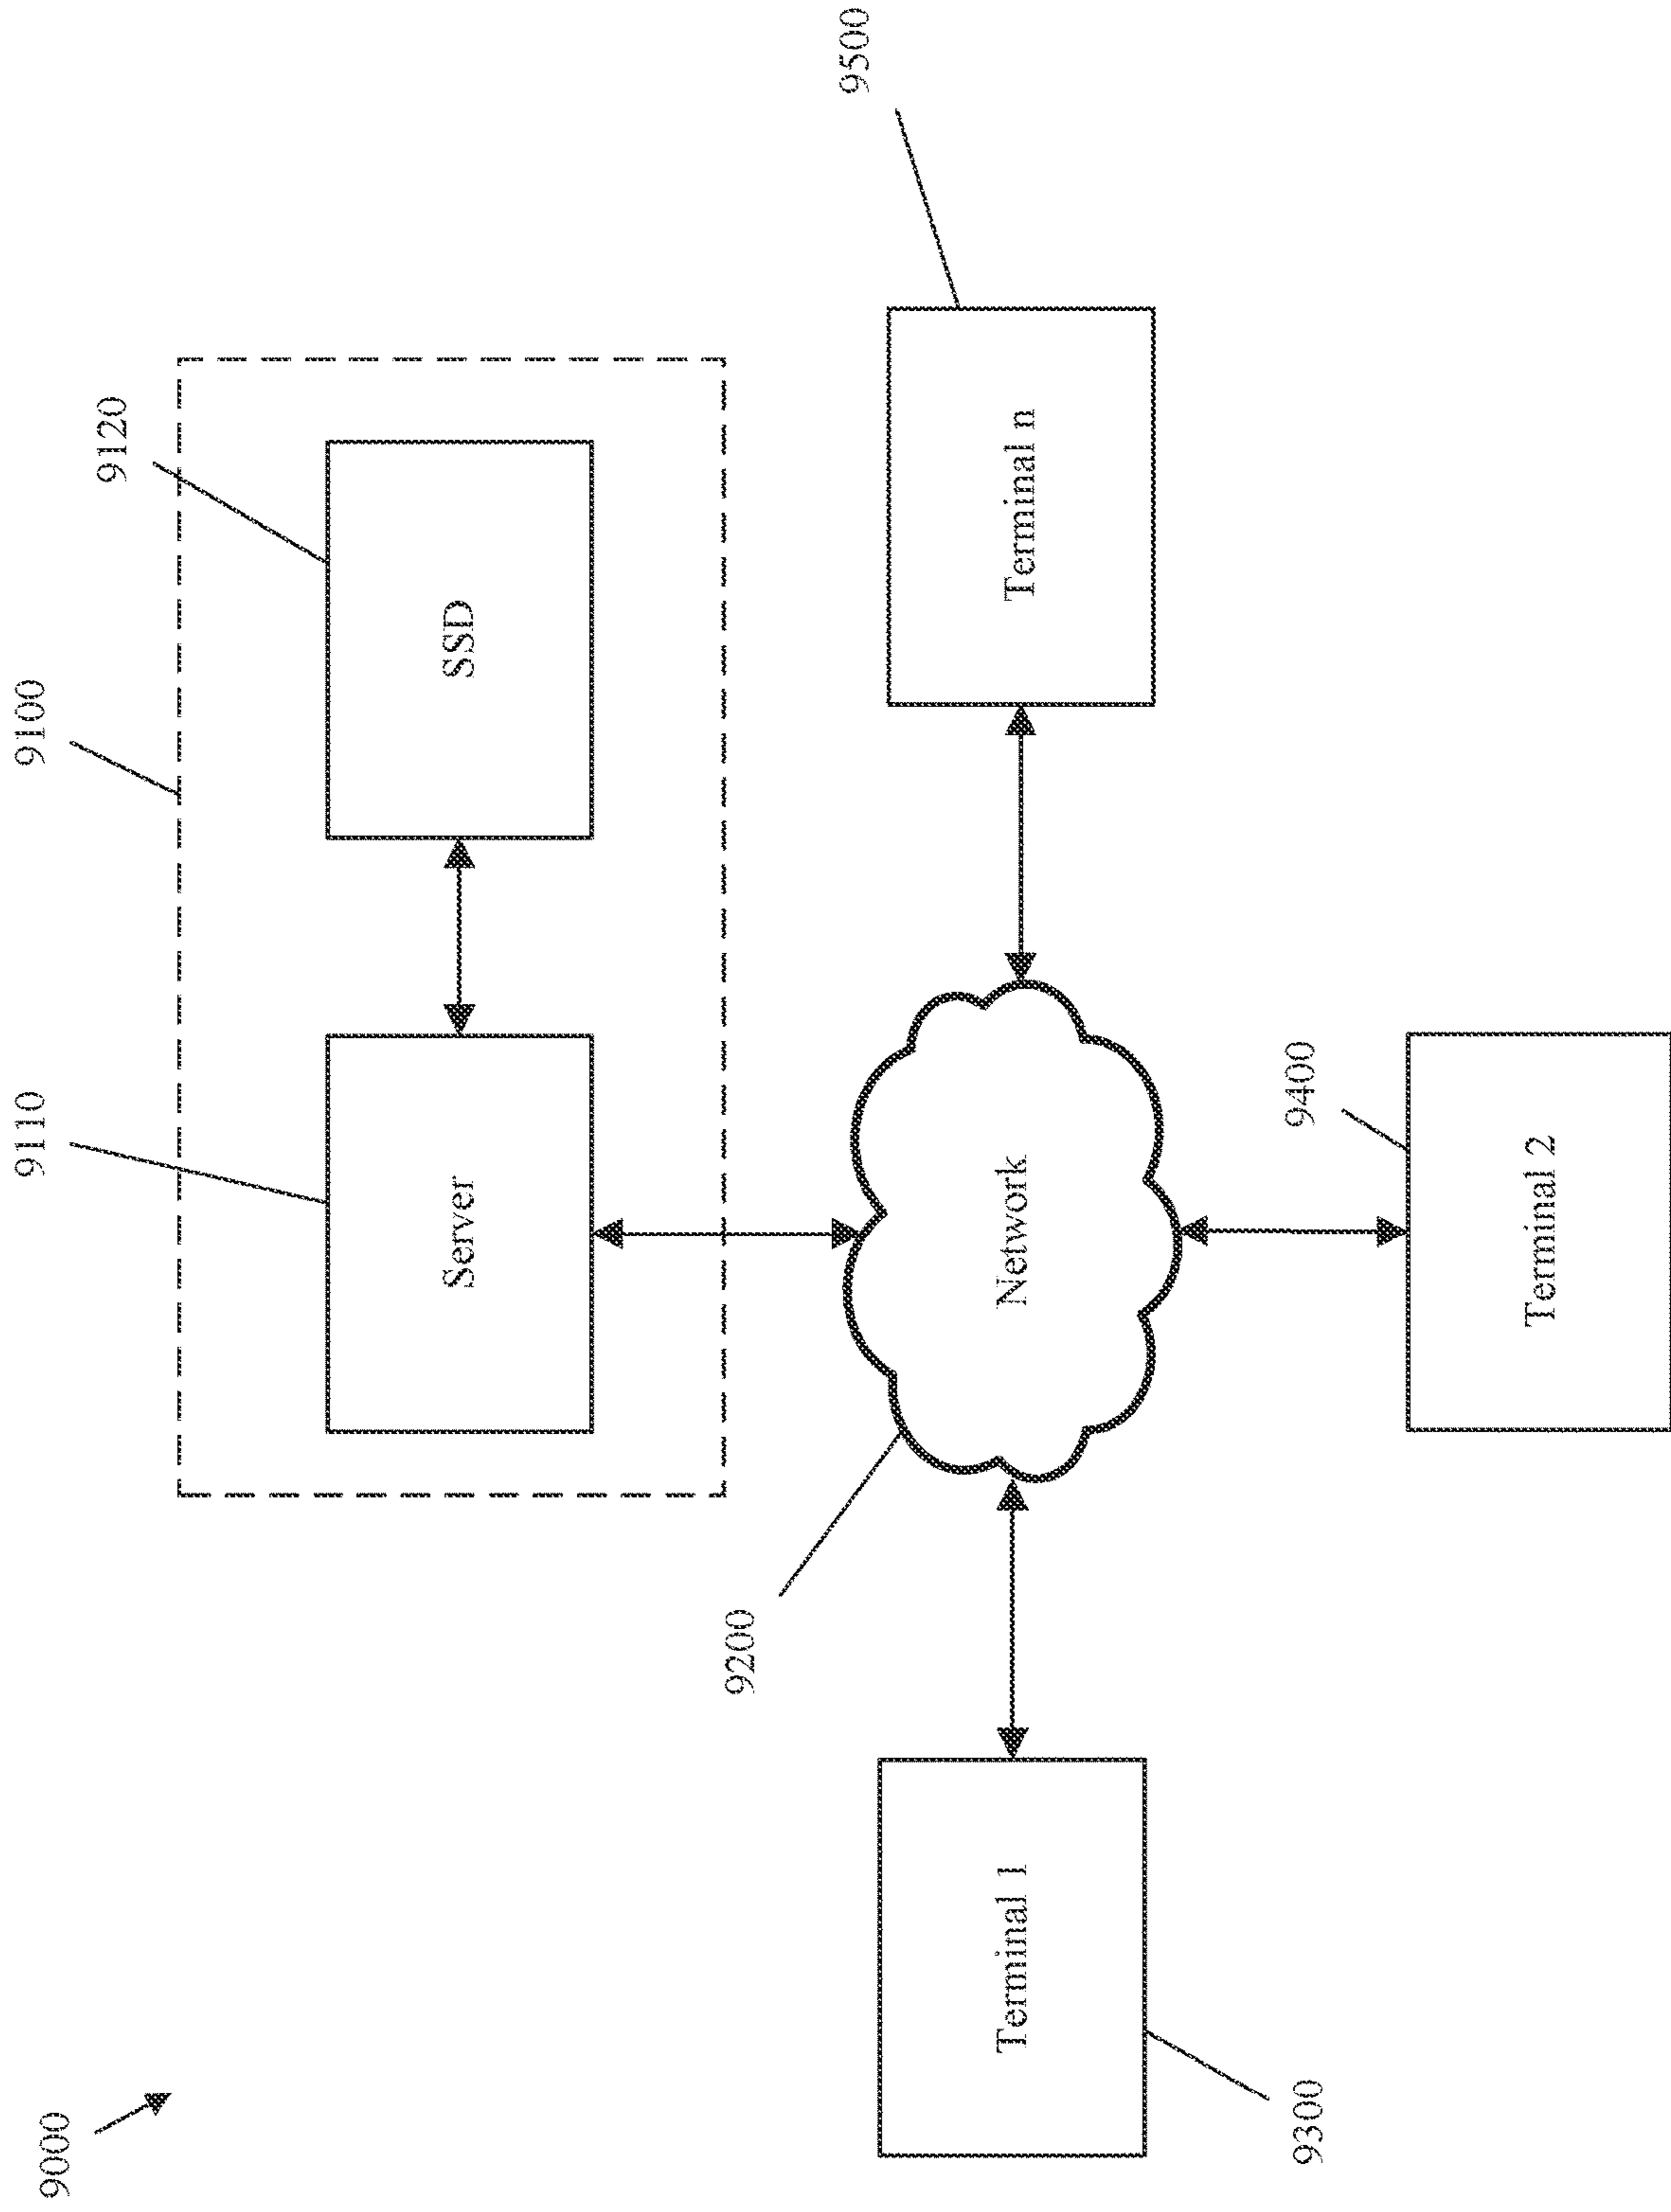 9000
9100
9110
9120
Server
SSD
9200
9500
Network
Terminal 1
Terminal n
9300
9400
Terminal 2